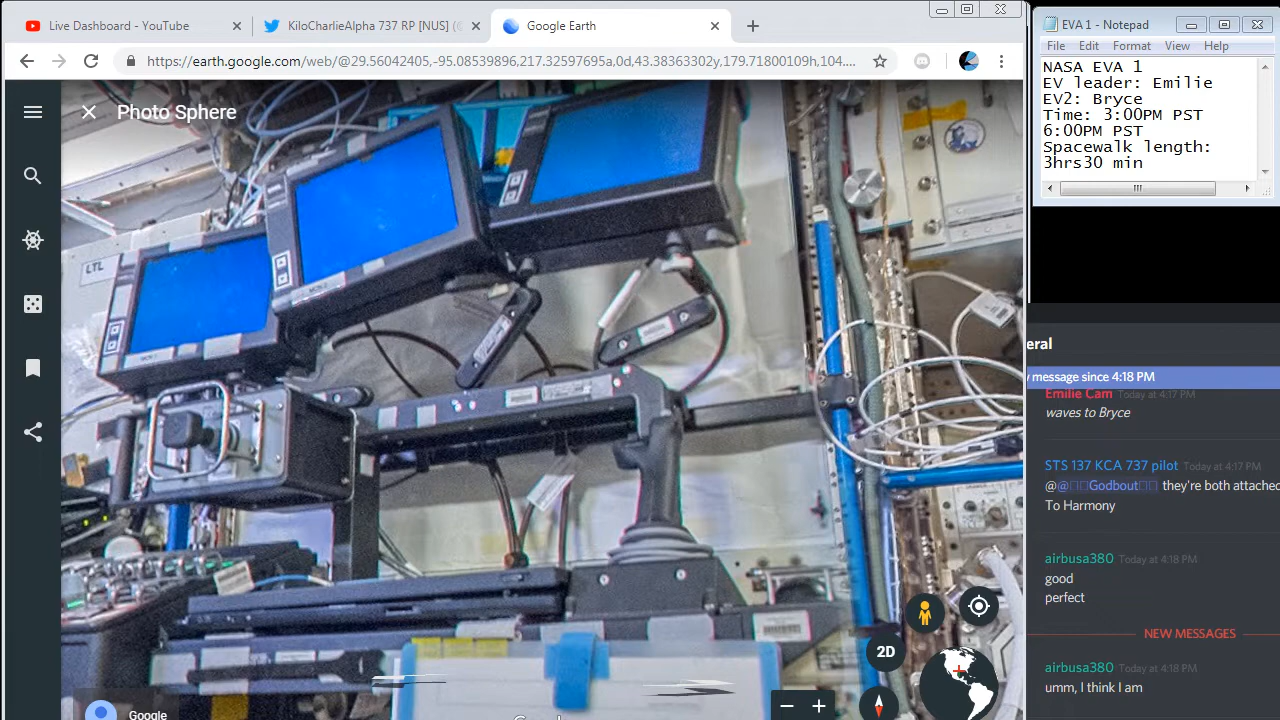 Live Dashboard - YouTube
KiloCharlieAlpha 737 RP [NUS] (@
Google Earth
https://earth.google.com/web/@29.56042405,-95.08539896,217.32597695a,0d,43.38363302y,179.71800109h,104....
Photo Sphere
LTL
2D
Google
EVA 1 - Notepad
File Edit Format View Help
NASA EVA 1
EV leader: Emilie
EV2: Bryce
Time: 3:00PM PST
6:00PM PST
Spacewalk length:
3hrs30 min
eral
message since 4:18 PM
Emilie Cam Today at 4:17 PM
waves to Bryce
STS 137 KCA 737 pilot Today at 4:17 PM
@@□□Godbout□□ they're both attached
To Harmony
airbusa380 Today at 4:18 PM
good
perfect
NEW MESSAGES
airbusa380 Today at 4:18 PM
umm, I think I am